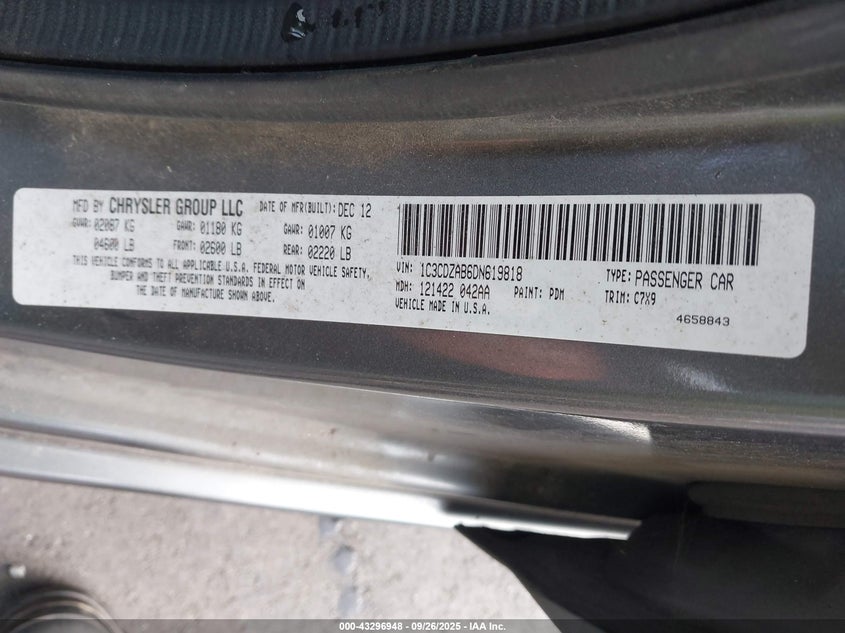 MFD BY CHRYSLER GROUP LLC DATE OF MFR(BUILT): DEC 12
GVWR: 02087 KG GAWR: 01180 KG GAWR: 01007 KG
04600 LB FRONT: 02600 LB REAR: 02220 LB
THIS VEHICLE CONFORMS TO ALL APPLICABLE U.S.A. FEDERAL MOTOR VEHICLE SAFETY,
BUMPER AND THEFT PREVENTION STANDARDS IN EFFECT ON
THE DATE OF MANUFACTURE SHOWN ABOVE.
VIN: 1C3CDZAB6DN619818 TYPE: PASSENGER CAR
MDH: 121422 042AA PAINT: PDM TRIM: C7X9
VEHICLE MADE IN U.S.A.
4658843
000-43296948 - 09/26/2025 - IAA Inc.